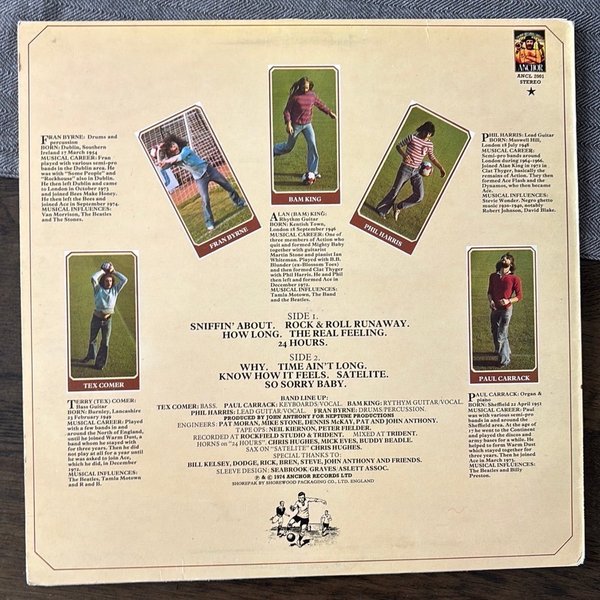 ANCHOR
ANCL 2001
STEREO
FRAN BYRNE: Drums and
percussion
BORN: Dublin, Southern
Ireland 17 March 1954
MUSICAL CAREER: Fran
played with various semi-pro
bands in the Dublin area. He
was with "Some People" and
"Rockhouse" also in Dublin.
He then left Dublin and came
to London in October 1973
and joined Bees Make Honey.
He then left the Bees and
joined Ace in September 1974.
MUSICAL INFLUENCES:
Van Morrison, The Beatles
and The Stones.
FRAN BYRNE
BAM KING
ALAN (BAM) KING:
Rhythm Guitar
BORN: Kentish Town,
London 18 September 1946
MUSICAL CAREER: One of
three members of Action who
quit and formed Mighty Baby
together with guitarist
Martin Stone and pianist Ian
Whiteman. Played with B.B.
Blunder (ex-Blossom Toes)
and then formed Clat Thyger
with Phil Harris. He and Phil
then left and formed Ace in
December 1972.
MUSICAL INFLUENCES:
Tamla Motown, The Band
and the Beatles.
PHIL HARRIS
PHIL HARRIS: Lead Guitar
BORN: Muswell Hill,
London 18 July 1948
MUSICAL CAREER:
Semi-pro bands around
London during 1964-1966.
Joined Alan King in 1972 in
Clat Thyger, basically the
remains of Action. They then
formed Ace Flash and the
Dynamos, who then became
Ace.
MUSICAL INFLUENCES:
Stevie Wonder. Negro ghetto
music 1920-1940, notably
Robert Johnson, David Blake.
TEX COMER
TERRY (TEX) COMER:
Bass Guitar
BORN: Burnley, Lancashire
23 February 1949
MUSICAL CAREER: Played
with a few bands in and
around the North of England,
until he joined Warm Dust, a
band whom he stayed with
for three years. Then he did
not play at all for a year until
he was asked to join Ace,
which he did, in December
1972.
MUSICAL INFLUENCES:
The Beatles, Tamla Motown
and R and B.
PAUL CARRACK
PAUL CARRACK: Organ &
piano
BORN: Sheffield 22 April 1951
MUSICAL CAREER: Paul
was with various semi-pro
bands in and around the
Sheffield area. At the age of
17 he went to the Continent
and played the discos and
army bases for a while. He
helped to form Warm Dust
which stayed together for
three years. Then he joined
Ace in March 1973.
MUSICAL INFLUENCES:
The Beatles and Billy
Preston.
SIDE 1.
SNIFFIN' ABOUT. ROCK & ROLL RUNAWAY.
HOW LONG. THE REAL FEELING.
24 HOURS.
SIDE 2.
WHY. TIME AIN'T LONG.
KNOW HOW IT FEELS. SATELITE.
SO SORRY BABY.
BAND LINE UP:
TEX COMER: BASS. PAUL CARRACK: KEYBOARDS/VOCAL. BAM KING: RYTHYM GUITAR/VOCAL
PHIL HARRIS: LEAD GUITAR/VOCAL. FRAN BYRNE: DRUMS/PERCUSSION.
PRODUCED BY JOHN ANTHONY FOR NEPTUNE PRODUCTIONS
ENGINEERS: PAT MORAN, MIKE STONE, DENNIS McKAY, PAT AND JOHN ANTHONY.
TAPE OPS: NEIL KIERNON, PETER FIELDER.
RECORDED AT ROCKFIELD STUDIO & TRIDENT. MIXED AT TRIDENT.
HORNS ON "24 HOURS". CHRIS HUGHES, MICK EVES, BUDDY BEADLE.
SAX ON "SATELITE" CHRIS HUGHES.
SPECIAL THANKS TO
BILL KELSEY, DODGE, RICK, BREN, STEVE, JOHN ANTHONY AND FRIENDS.
SLEEVE DESIGN: SEABROOK GRAVES ASLETT ASSOC.
℗ & © 1974 ANCHOR RECORDS LTD
SHOREPAK BY SHOREWOOD PACKAGING CO., LTD. ENGLAND